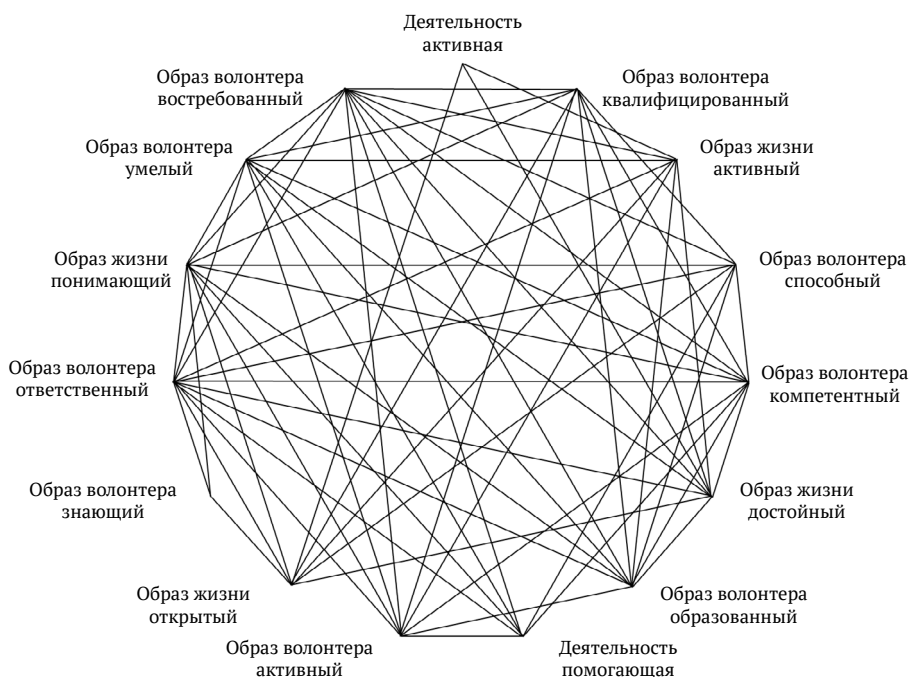 Деятельность
активная
Образ волонтера
востребованный
Образ волонтера
квалифицированный
Образ волонтера
умелый
Образ жизни
активный
Образ жизни
понимающий
Образ волонтера
способный
Образ волонтера
ответственный
Образ волонтера
компетентный
Образ волонтера
знающий
Образ жизни
достойный
Образ жизни
открытый
Образ волонтера
образованный
Образ волонтера
активный
Деятельность
помогающая